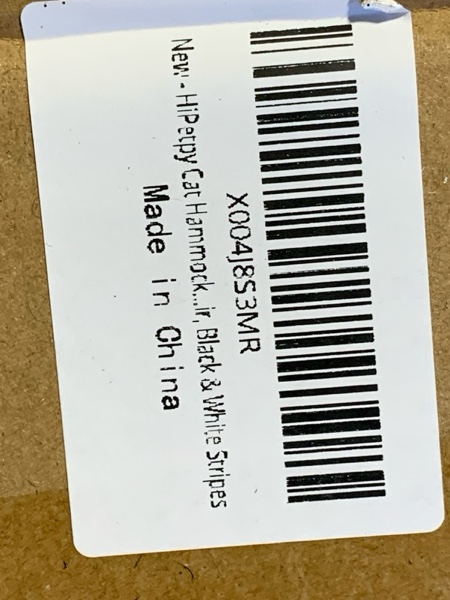 X004J8S3MR
New - HiPetpy Cat Hammock...ir, Black & White Stripes
Made in China